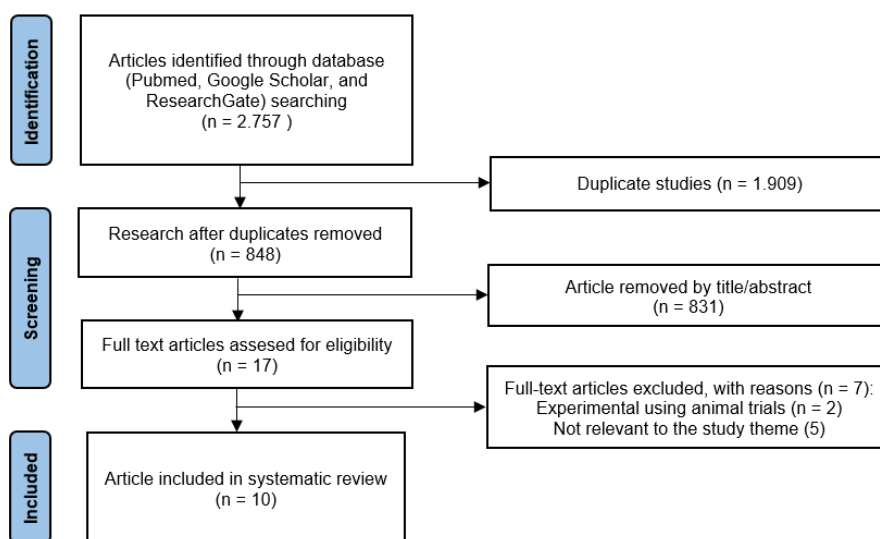 Identification
Articles identified through database
(Pubmed, Google Scholar, and
ResearchGate) searching
(n = 2.757 )
Duplicate studies (n = 1.909)
Screening
Research after duplicates removed
(n = 848)
Article removed by title/abstract
(n = 831)
Full text articles assesed for eligibility
(n = 17)
Full-text articles excluded, with reasons (n = 7):
Experimental using animal trials (n = 2)
Not relevant to the study theme (5)
Included
Article included in systematic review
(n = 10)